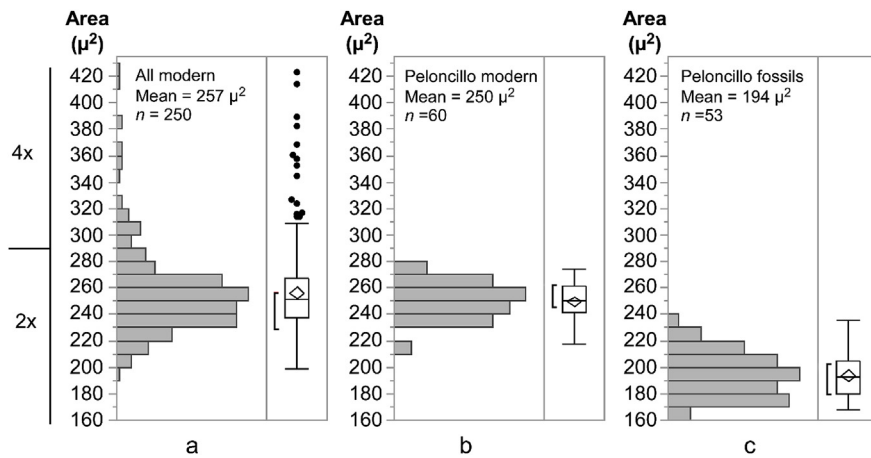 Area
(µ²)
420
400
380
360
340
320
300
280
260
240
220
200
180
160
4x
2x
All modern
Mean = 257 µ²
n = 250
a
Area
(µ²)
420
400
380
360
340
320
300
280
260
240
220
200
180
160
Peloncillo modern
Mean = 250 µ²
n =60
b
Area
(µ²)
420
400
380
360
340
320
300
280
260
240
220
200
180
160
Peloncillo fossils
Mean = 194 µ²
n =53
c